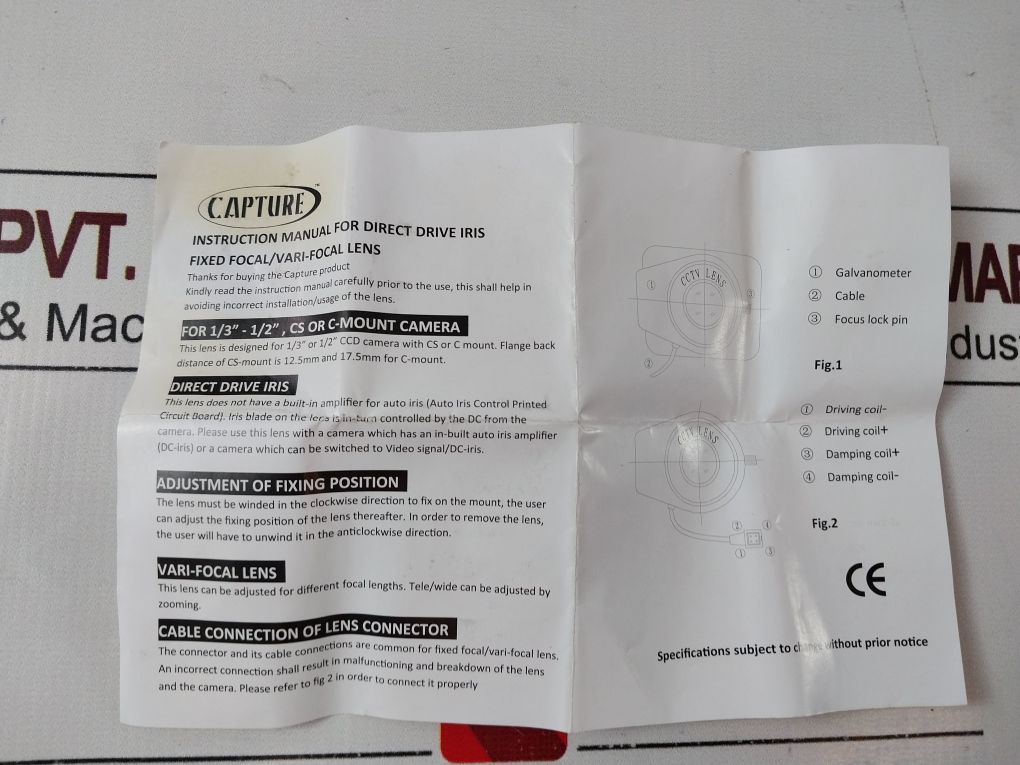 CAPTURE™
INSTRUCTION MANUAL FOR DIRECT DRIVE IRIS
FIXED FOCAL/VARI-FOCAL LENS
Thanks for buying the Capture product
Kindly read the instruction manual carefully prior to the use, this shall help in
avoiding incorrect installation/usage of the lens.
FOR 1/3” - 1/2” , CS OR C-MOUNT CAMERA
This lens is designed for 1/3” or 1/2” CCD camera with CS or C mount. Flange back
distance of CS-mount is 12.5mm and 17.5mm for C-mount.
DIRECT DRIVE IRIS
This lens does not have a built-in amplifier for auto iris (Auto Iris Control Printed
Circuit Board). Iris blade on the lens is in-turn controlled by the DC from the
camera. Please use this lens with a camera which has an in-built auto iris amplifier
(DC-iris) or a camera which can be switched to Video signal/DC-iris.
ADJUSTMENT OF FIXING POSITION
The lens must be winded in the clockwise direction to fix on the mount, the user
can adjust the fixing position of the lens thereafter. In order to remove the lens,
the user will have to unwind it in the anticlockwise direction.
VARI-FOCAL LENS
This lens can be adjusted for different focal lengths. Tele/wide can be adjusted by
zooming.
CABLE CONNECTION OF LENS CONNECTOR
The connector and its cable connections are common for fixed focal/vari-focal lens.
An incorrect connection shall result in malfunctioning and breakdown of the lens
and the camera. Please refer to fig 2 in order to connect it properly
CCTV LENS
① ③
②
① Galvanometer
② Cable
③ Focus lock pin
Fig.1
CCTV LENS
② ④
① ③
① Driving coil-
② Driving coil+
③ Damping coil+
④ Damping coil-
Fig.2
CE
Specifications subject to change without prior notice
PVT.
& Mac
MAR
dus